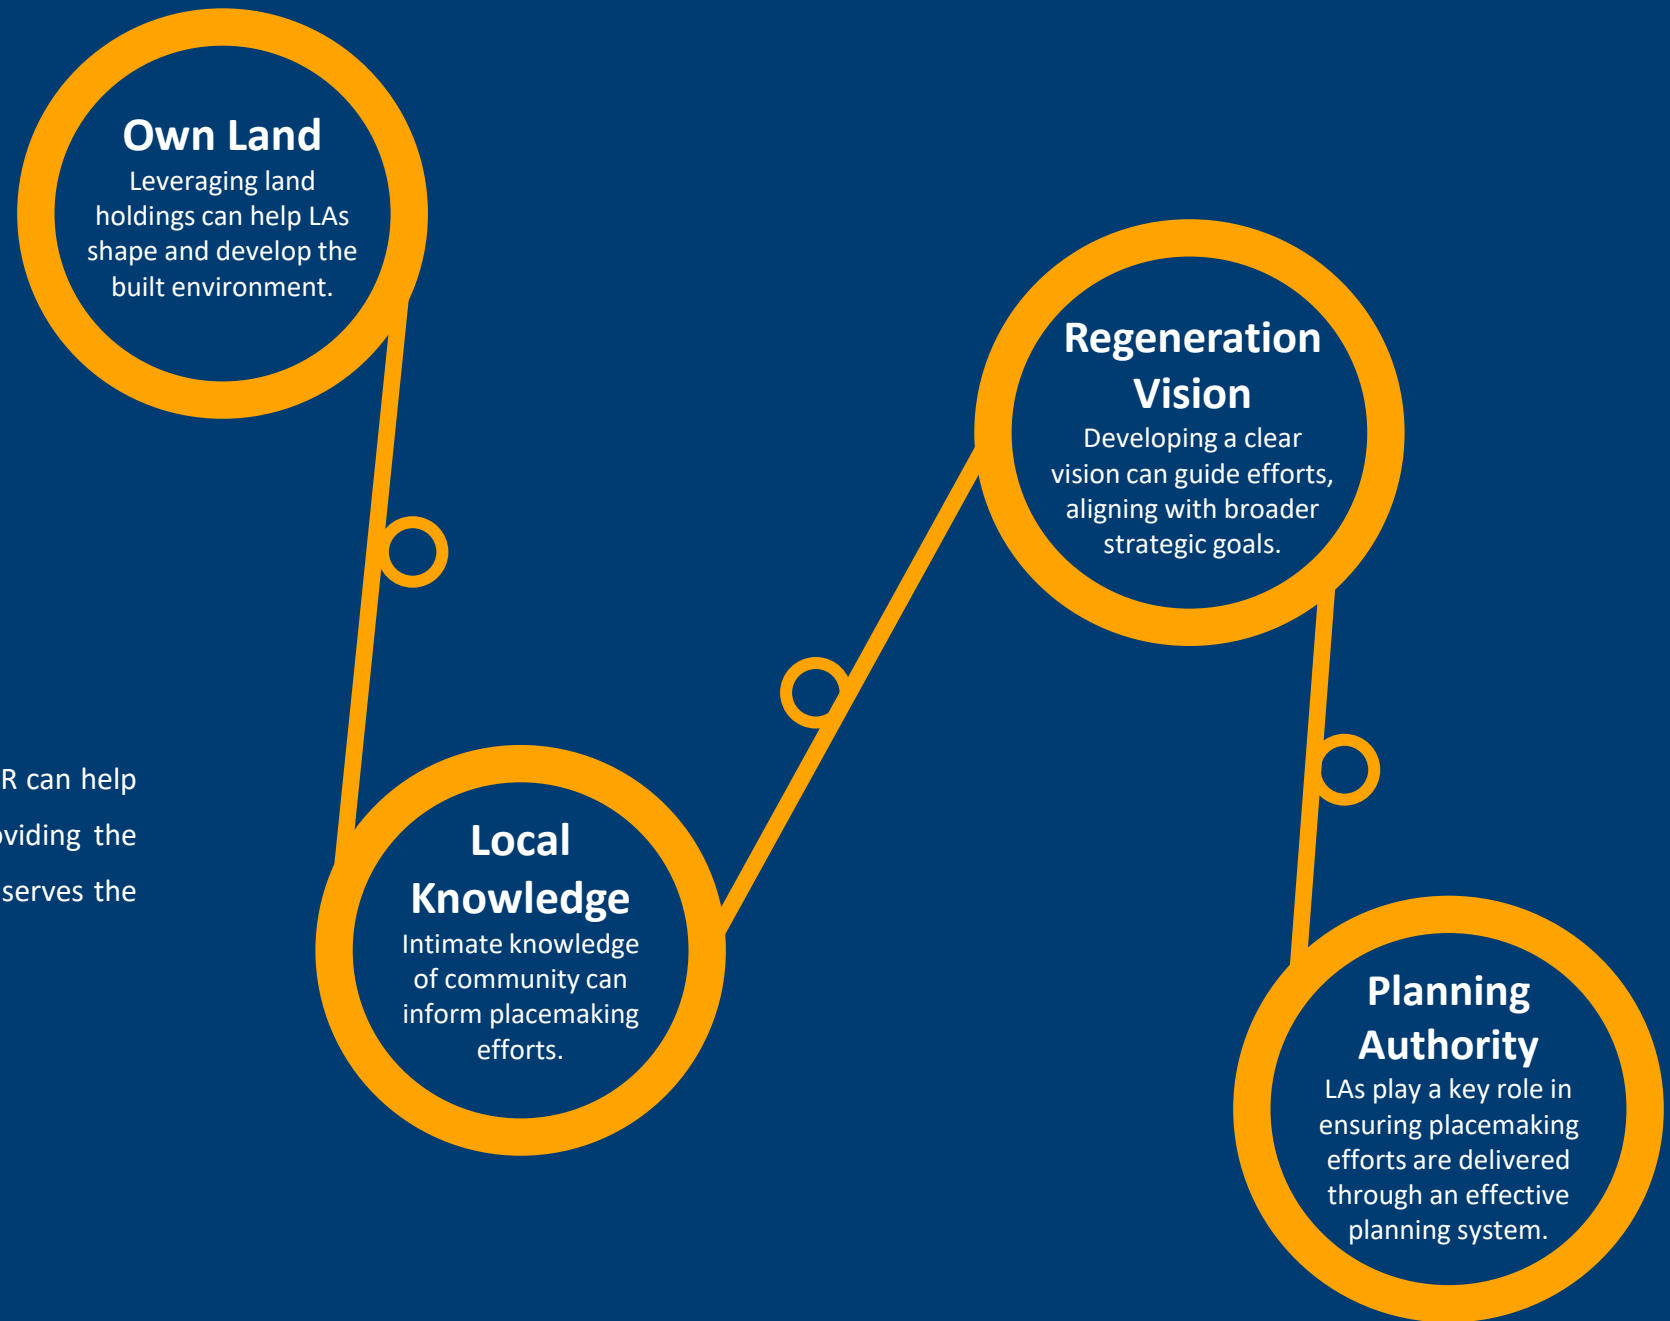 Own Land
Leveraging land
holdings can help LAs
shape and develop the
built environment.
Regeneration
Vision
Developing a clear
vision can guide efforts,
aligning with broader
strategic goals.
R can help
oviding the
serves the
Local
Knowledge
Intimate knowledge
of community can
inform placemaking
efforts.
Planning
Authority
LAs play a key role in
ensuring placemaking
efforts are delivered
through an effective
planning system.